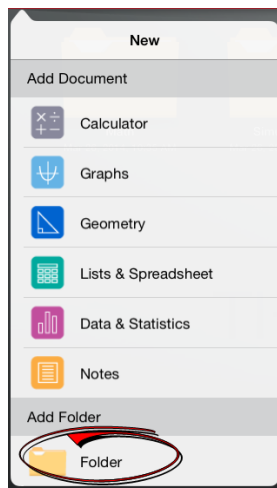 New
Add Document
Calculator
Graphs
Geometry
Lists & Spreadsheet
Data & Statistics
Notes
Add Folder
Folder